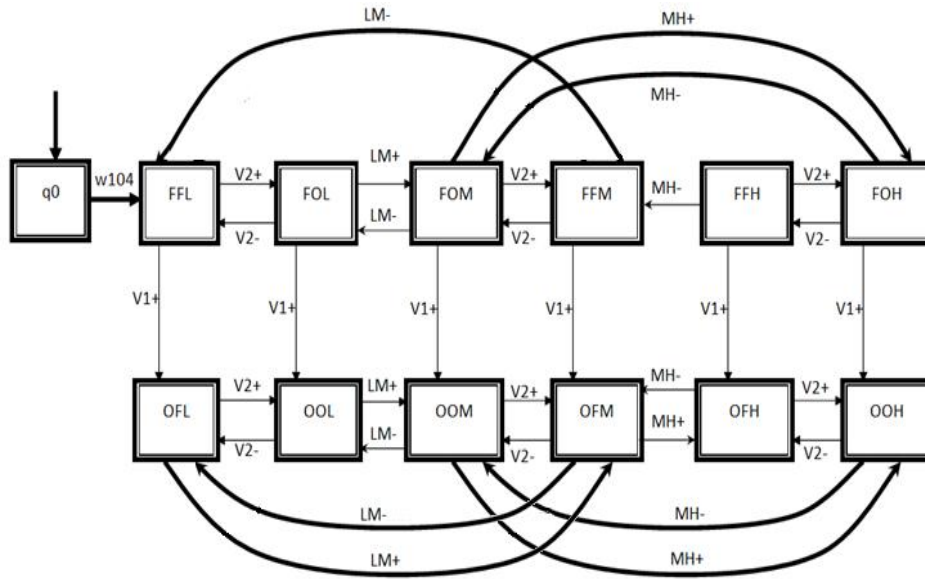 LM-
MH+
MH-
q0
w104
FFL
V2+
V2-
FOL
LM+
LM-
FOM
V2+
V2-
FFM
MH-
FFH
V2+
V2-
FOH
V1+
V1+
V1+
V1+
V1+
V1+
OFL
V2+
V2-
OOL
LM+
LM-
OOM
V2+
V2-
OFM
MH-
MH+
OFH
V2+
V2-
OOH
LM-
MH-
LM+
MH+